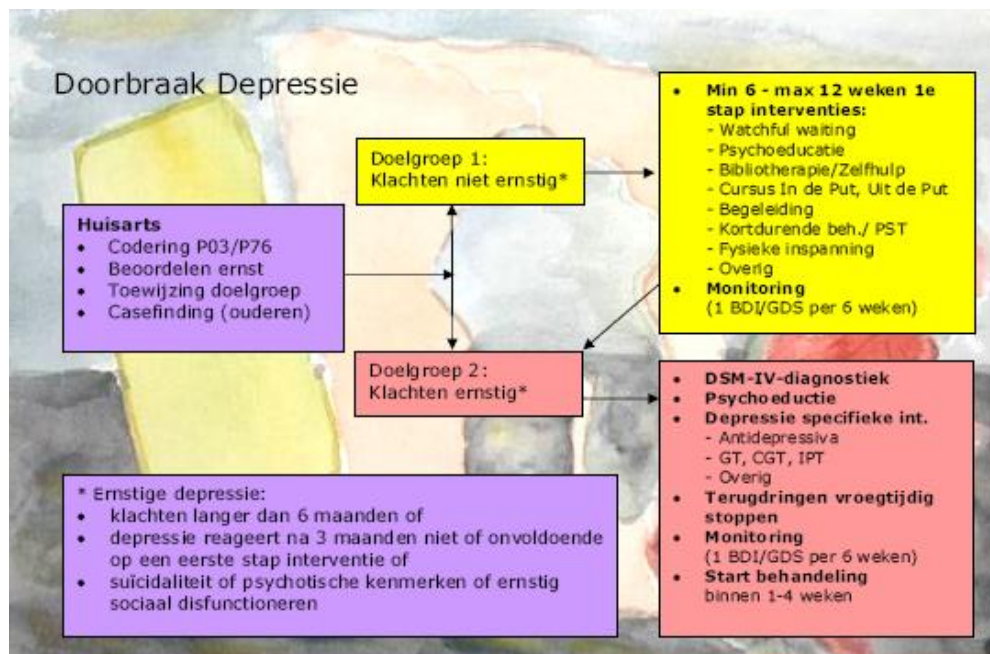 Doorbraak Depressie
Huisarts
• Codering P03/P76
• Beoordelen ernst
• Toewijzing doelgroep
• Casefinding (ouderen)
Doelgroep 1:
Klachten niet ernstig*
Doelgroep 2:
Klachten ernstig*
• Min 6 - max 12 weken 1e
stap interventies:
- Watchful waiting
- Psychoeducatie
- Bibliotherapie/Zelfhulp
- Cursus In de Put, Uit de Put
- Begeleiding
- Kortdurende beh./ PST
- Fysieke inspanning
- Overig
• Monitoring
(1 BDI/GDS per 6 weken)
• DSM-IV-diagnostiek
• Psychoeductie
• Depressie specifieke int.
- Antidepressiva
- GT, CGT, IPT
- Overig
• Terugdringen vroegtijdig
stoppen
• Monitoring
(1 BDI/GDS per 6 weken)
• Start behandeling
binnen 1-4 weken
* Ernstige depressie:
• klachten langer dan 6 maanden of
• depressie reageert na 3 maanden niet of onvoldoende
op een eerste stap interventie of
• suïcidaliteit of psychotische kenmerken of ernstig
sociaal disfunctioneren